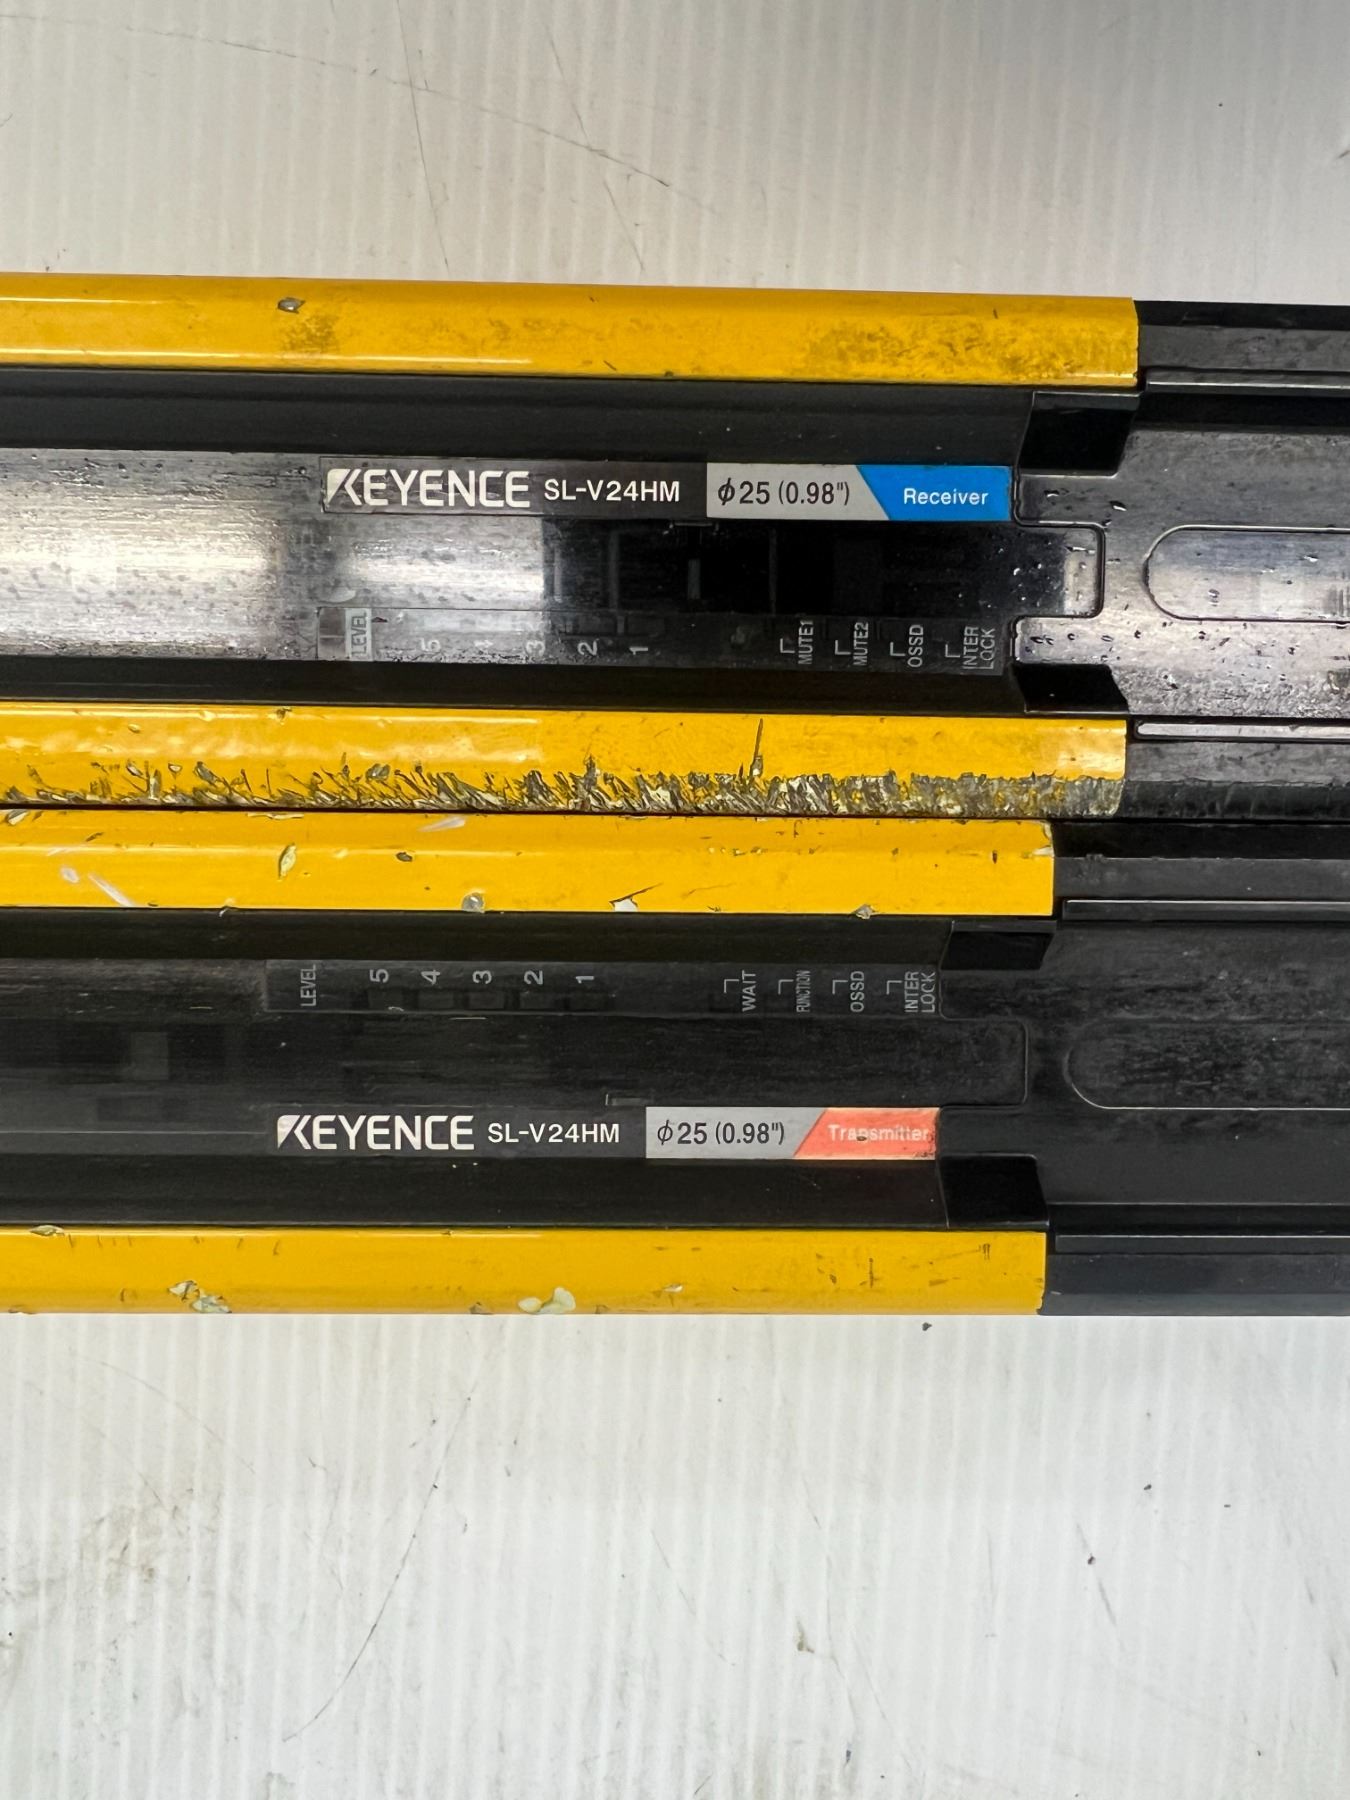 KEYENCE SL-V24HM ϕ25 (0.98") Receiver
LEVEL 5 4 3 2 1 MUTE1 MUTE2 OSSD INTER LOCK
LEVEL 5 4 3 2 1 WAIT FUNCTION OSSD INTER LOCK
KEYENCE SL-V24HM ϕ25 (0.98") Transmitter